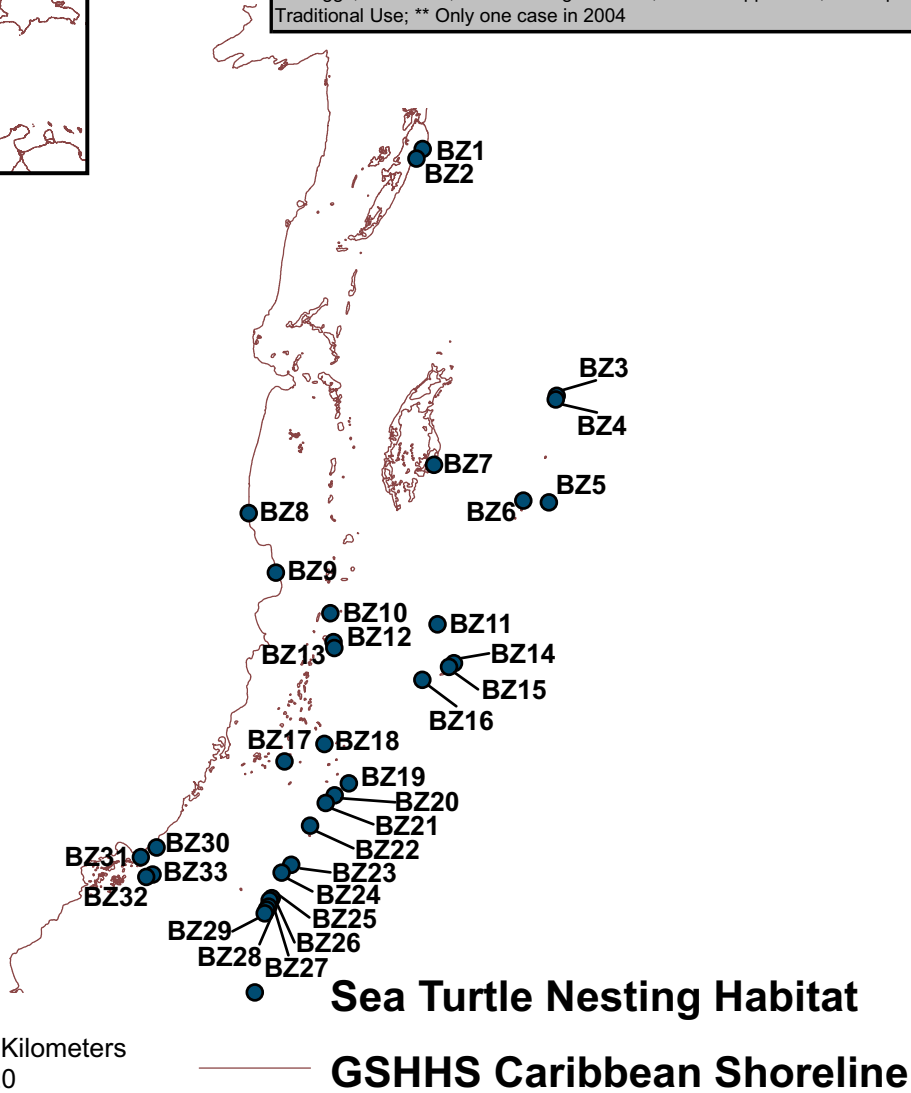 Traditional Use; ** Only one case in 2004
BZ1
BZ2
BZ3
BZ4
BZ7
BZ5
BZ6
BZ8
BZ9
BZ10
BZ11
BZ12
BZ13
BZ14
BZ15
BZ16
BZ17
BZ18
BZ19
BZ20
BZ21
BZ22
BZ30
BZ31
BZ33
BZ23
BZ32
BZ24
BZ25
BZ29
BZ26
BZ28
BZ27
Sea Turtle Nesting Habitat
Kilometers
0
GSHHS Caribbean Shoreline